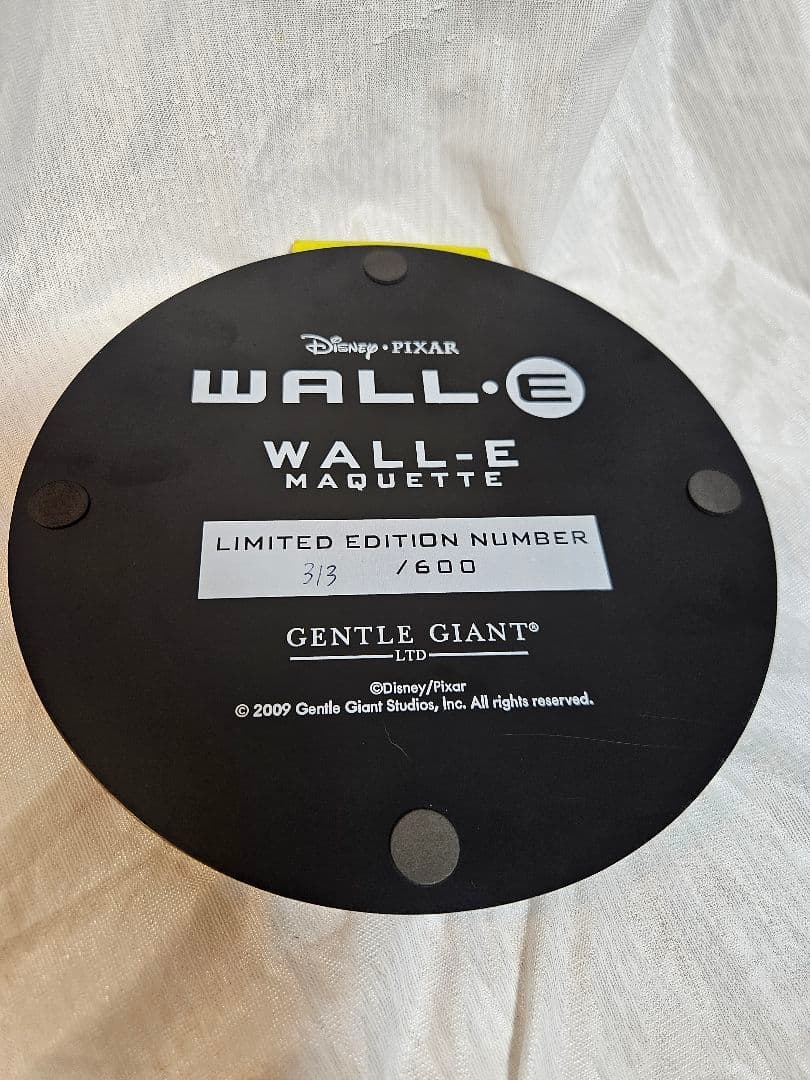 Disney • PIXAR
WALL•E
WALL-E
MAQUETTE
LIMITED EDITION NUMBER
313 /600
GENTLE GIANT®
LTD
©Disney/Pixar
© 2009 Gentle Giant Studios, Inc. All rights reserved.